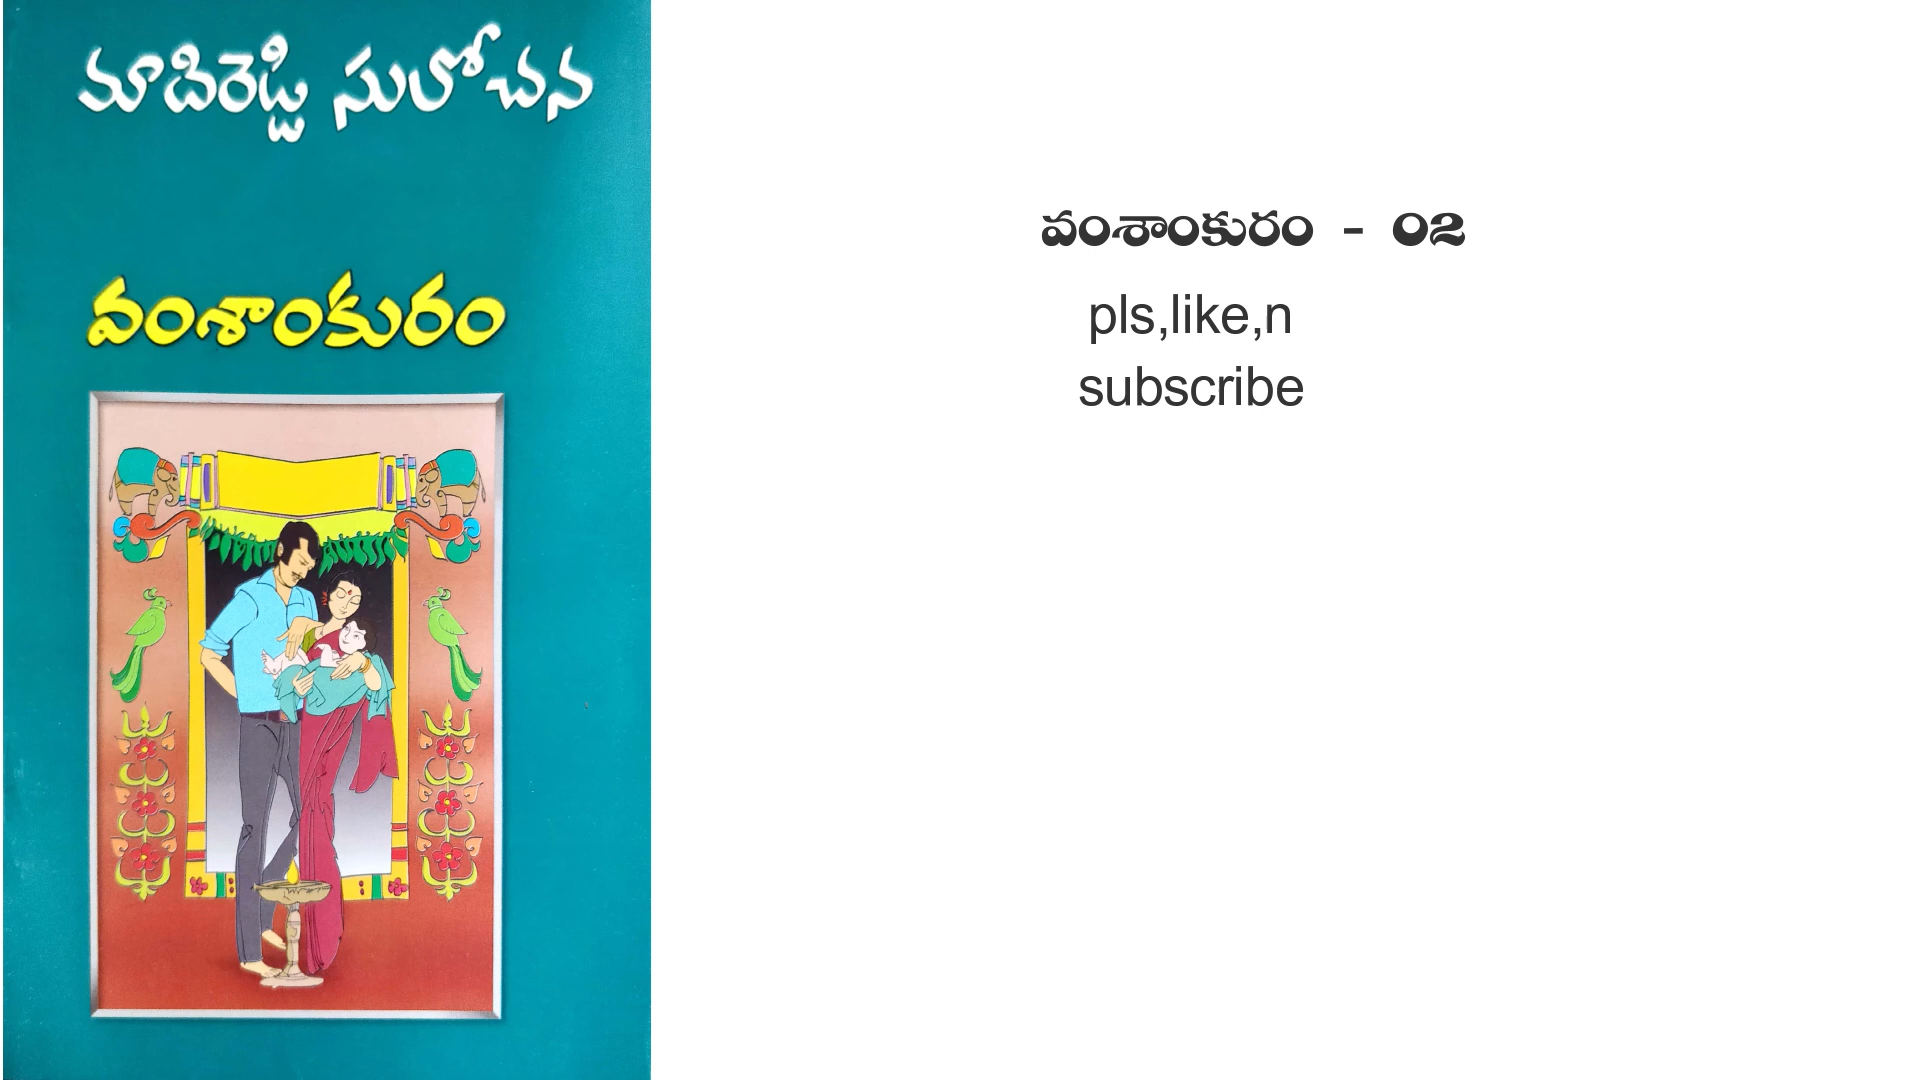 మాదిరెడ్డి సులోచన
వంశాంకురం
వంశాంకురం - 02
pls,like,n
subscribe